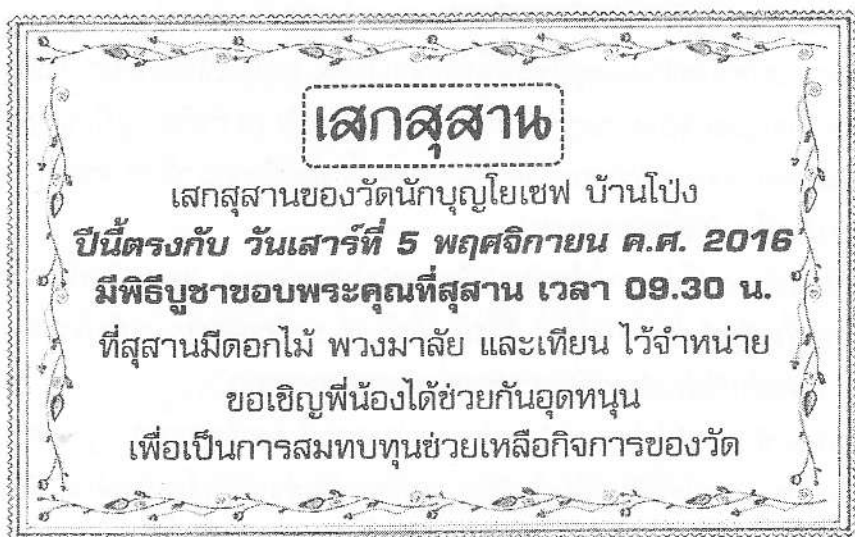 เสกสุสาน
เสกสุสานของวัดนักบุญโยเซฟ บ้านโป่ง
ปีนี้ตรงกับ วันเสาร์ที่ 5 พฤศจิกายน ค.ศ. 2016
มีพิธีบูชาขอบพระคุณที่สุสาน เวลา 09.30 น.
ที่สุสานมีดอกไม้ พวงมาลัย และเทียน ไว้จำหน่าย
ขอเชิญพี่น้องได้ช่วยกันอุดหนุน
เพื่อเป็นการสมทบทุนช่วยเหลือกิจการของวัด